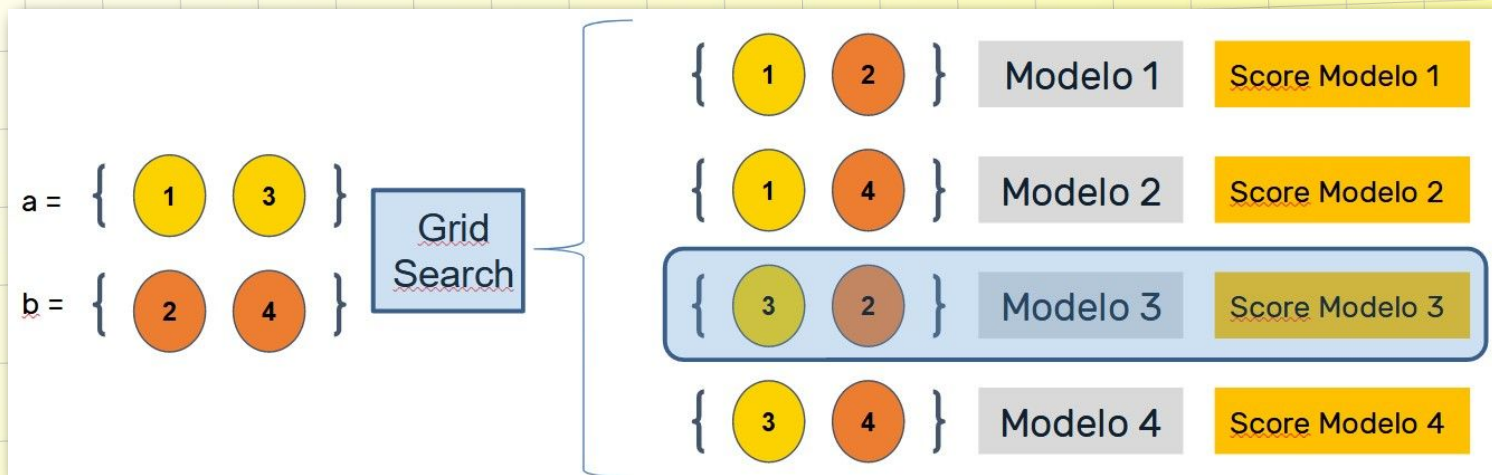 { 1 2 } Modelo 1 Score Modelo 1
{ 1 4 } Modelo 2 Score Modelo 2
a = { 1 3 }
Grid
Search
b = { 2 4 }
{ 3 2 } Modelo 3 Score Modelo 3
{ 3 4 } Modelo 4 Score Modelo 4